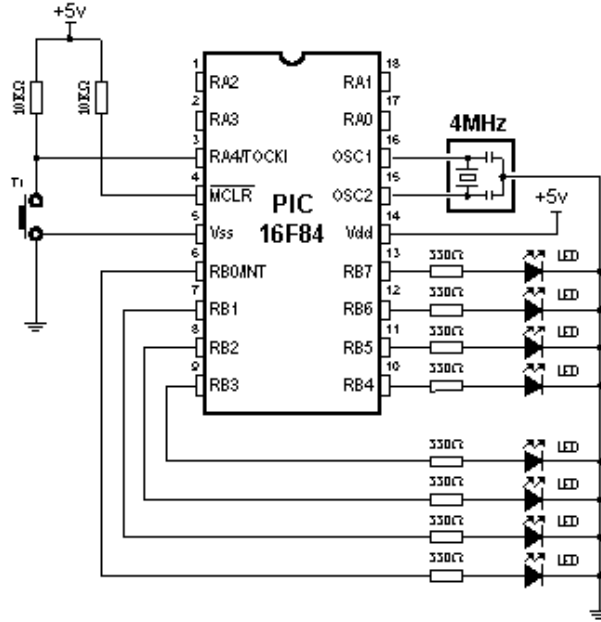 +5v
10KΩ
10KΩ
T1
1
RA2
2
RA3
3
RA4/TOCKI
4
MCLR
5
Vss
6
RB0/INT
7
RB1
8
RB2
9
RB3
PIC
16F84
18
RA1
17
RA0
16
OSC1
15
OSC2
14
Vdd
13
RB7
12
RB6
11
RB5
10
RB4
4MHz
+5v
330Ω LED
330Ω LED
330Ω LED
330Ω LED
330Ω LED
330Ω LED
330Ω LED
330Ω LED